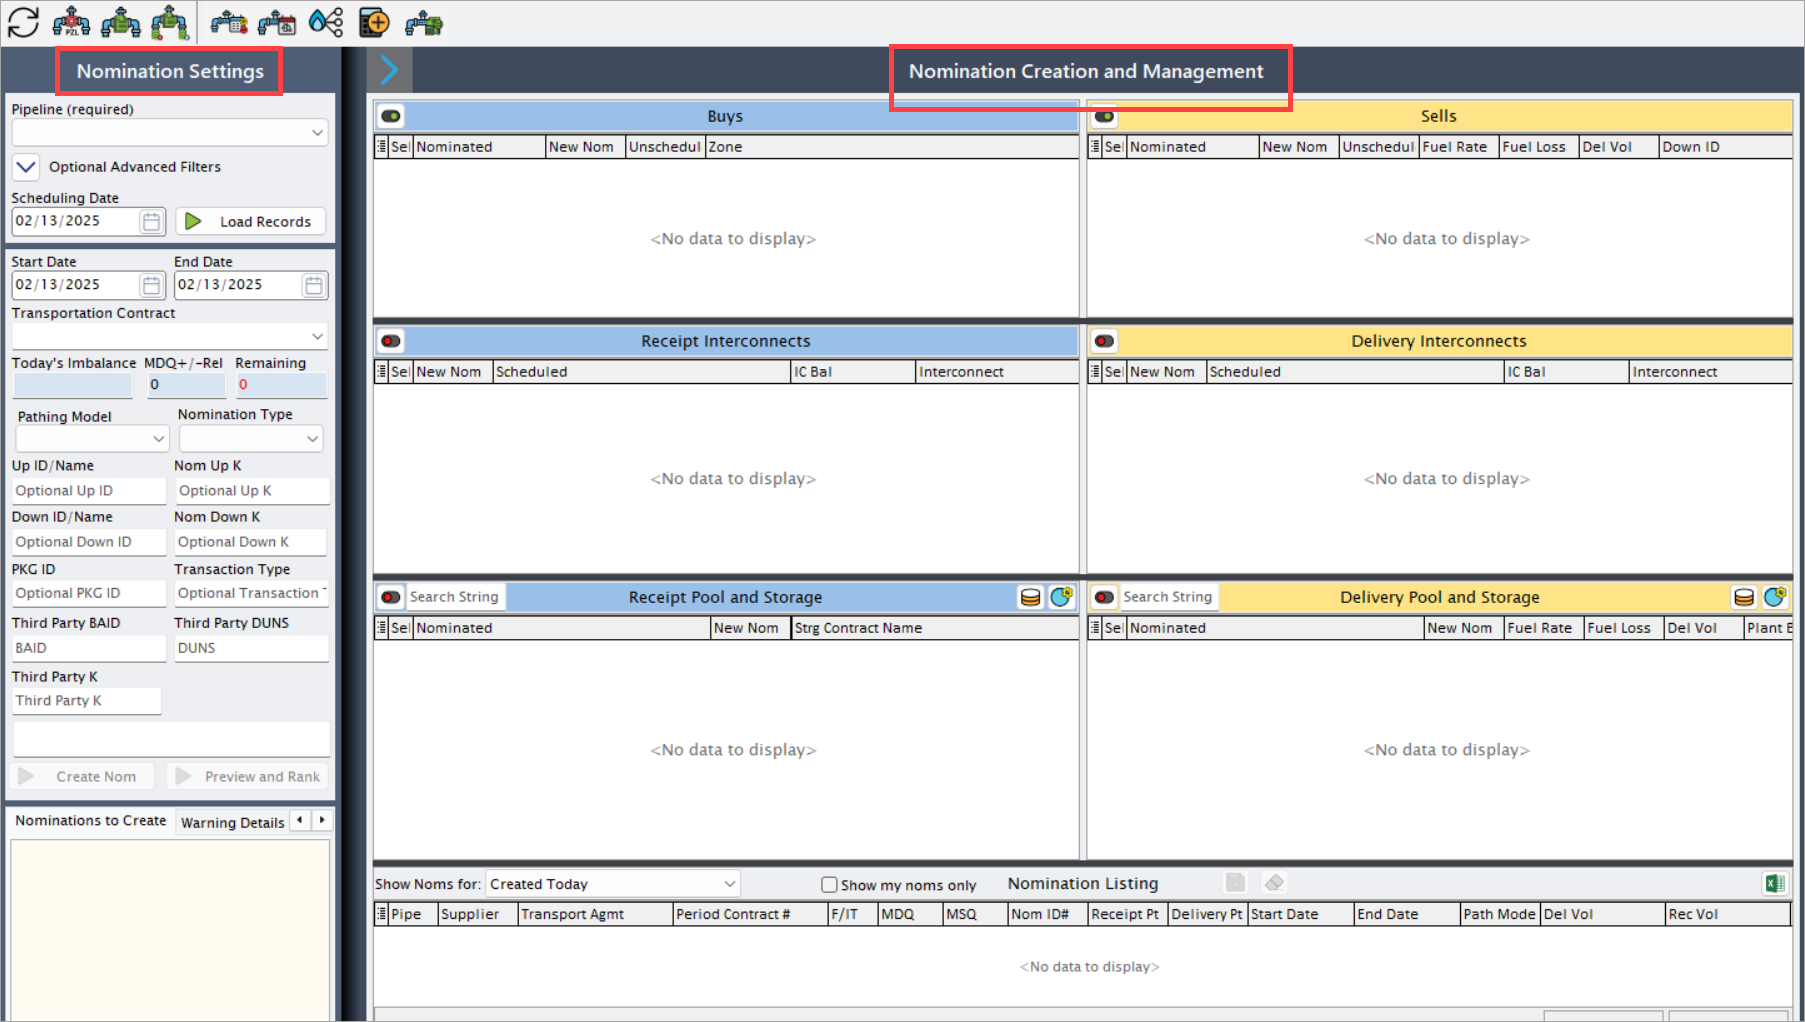 PZL
Nomination Settings
Nomination Creation and Management
Pipeline (required)
Optional Advanced Filters
Scheduling Date
02/13/2025
Load Records
Start Date
End Date
02/13/2025
02/13/2025
Transportation Contract
Today's Imbalance
MDQ+/-Rel
Remaining
0
0
Pathing Model
Nomination Type
Up ID/Name
Nom Up K
Optional Up ID
Optional Up K
Down ID/Name
Nom Down K
Optional Down ID
Optional Down K
PKG ID
Transaction Type
Optional PKG ID
Optional Transaction
Third Party BAID
Third Party DUNS
BAID
DUNS
Third Party K
Third Party K
Create Nom
Preview and Rank
Nominations to Create
Warning Details
Buys
Sel Nominated New Nom Unschedul Zone
<No data to display>
Sells
Sel Nominated New Nom Unschedul Fuel Rate Fuel Loss Del Vol Down ID
<No data to display>
Receipt Interconnects
Sel New Nom Scheduled IC Bal Interconnect
<No data to display>
Delivery Interconnects
Sel New Nom Scheduled IC Bal Interconnect
<No data to display>
Search String
Receipt Pool and Storage
Sel Nominated New Nom Strg Contract Name
<No data to display>
Search String
Delivery Pool and Storage
Sel Nominated New Nom Fuel Rate Fuel Loss Del Vol Plant
<No data to display>
Show Noms for: Created Today
Show my noms only
Nomination Listing
Pipe Supplier Transport Agmt Period Contract # F/IT MDQ MSQ Nom ID# Receipt Pt Delivery Pt Start Date End Date Path Mode Del Vol Rec Vol
<No data to display>